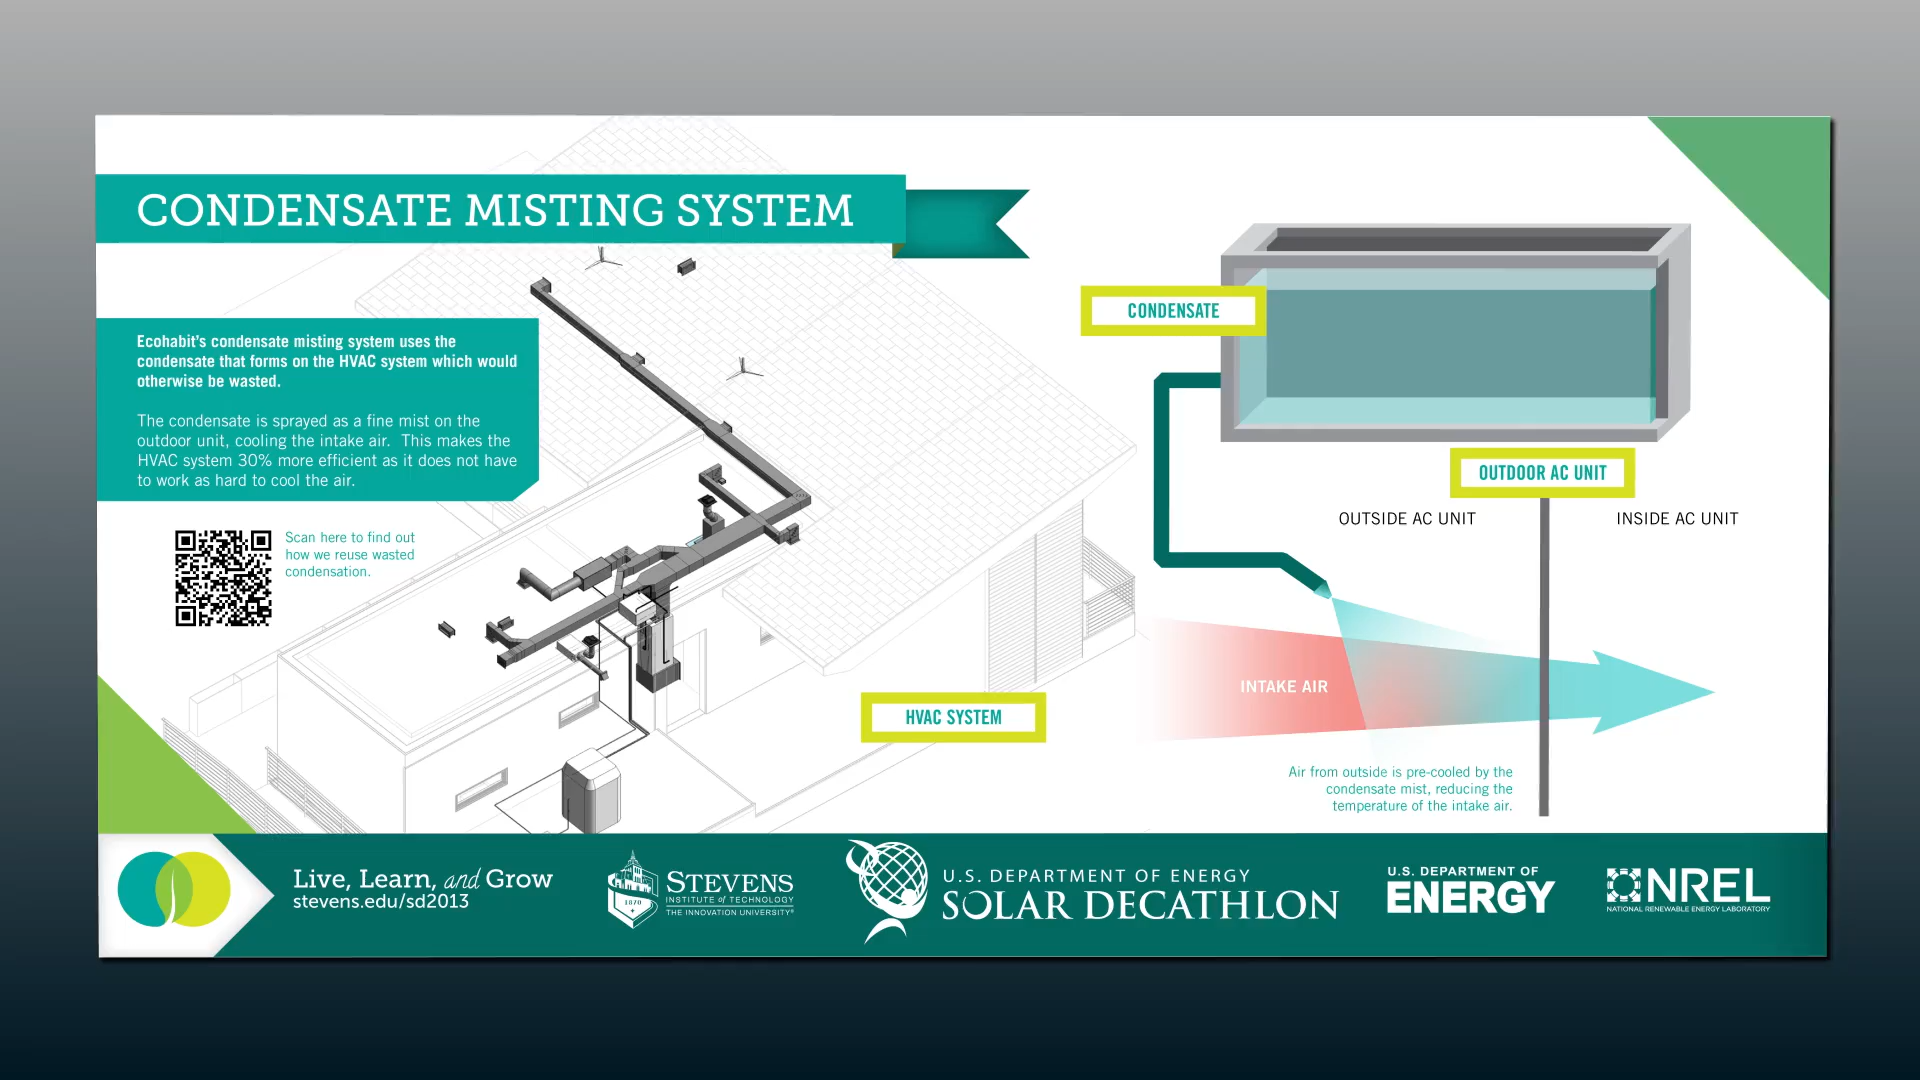 CONDENSATE MISTING SYSTEM
Ecohabit's condensate misting system uses the
condensate that forms on the HVAC system which would
otherwise be wasted.
The condensate is sprayed as a fine mist on the
outdoor unit, cooling the intake air.  This makes the
HVAC system 30% more efficient as it does not have
to work as hard to cool the air.
Scan here to find out
how we reuse wasted
condensation.
HVAC SYSTEM
CONDENSATE
OUTDOOR AC UNIT
OUTSIDE AC UNIT
INSIDE AC UNIT
INTAKE AIR
Air from outside is pre-cooled by the
condensate mist, reducing the
temperature of the intake air.
Live, Learn, and Grow
stevens.edu/sd2013
1870
STEVENS
INSTITUTE of TECHNOLOGY
THE INNOVATION UNIVERSITY®
U.S. DEPARTMENT OF ENERGY
SOLAR DECATHLON
U.S. DEPARTMENT OF
ENERGY
NREL
NATIONAL RENEWABLE ENERGY LABORATORY